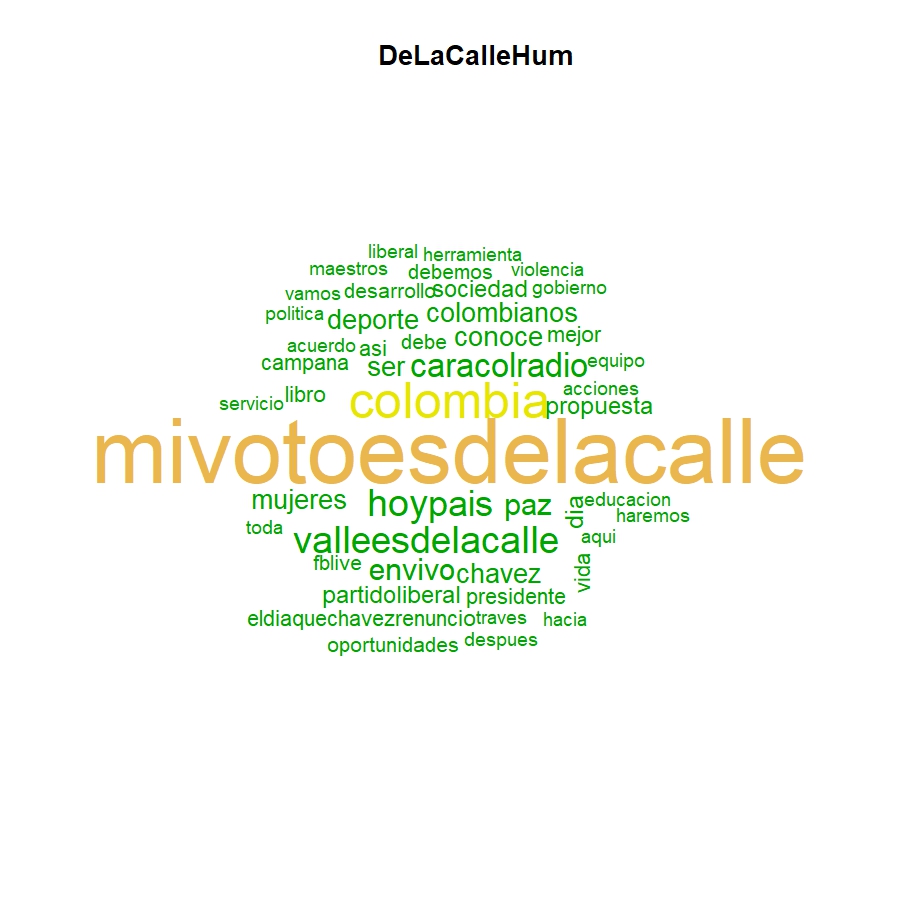 DeLaCalleHum
liberal herramienta
maestros debemos violencia
vamos desarrollo sociedad gobierno
politica deporte colombianos
acuerdo asi debe conoce mejor
campana ser caracolradio equipo
servicio libro colombia acciones
propuesta
mivotoesdelacalle
mujeres hoypais paz dia educacion
toda haremos
valleesdelacalle aqui
fblive envivo chavez vida
partidoliberal presidente
eldiaquechavezrenuncio traves hacia
oportunidades despues